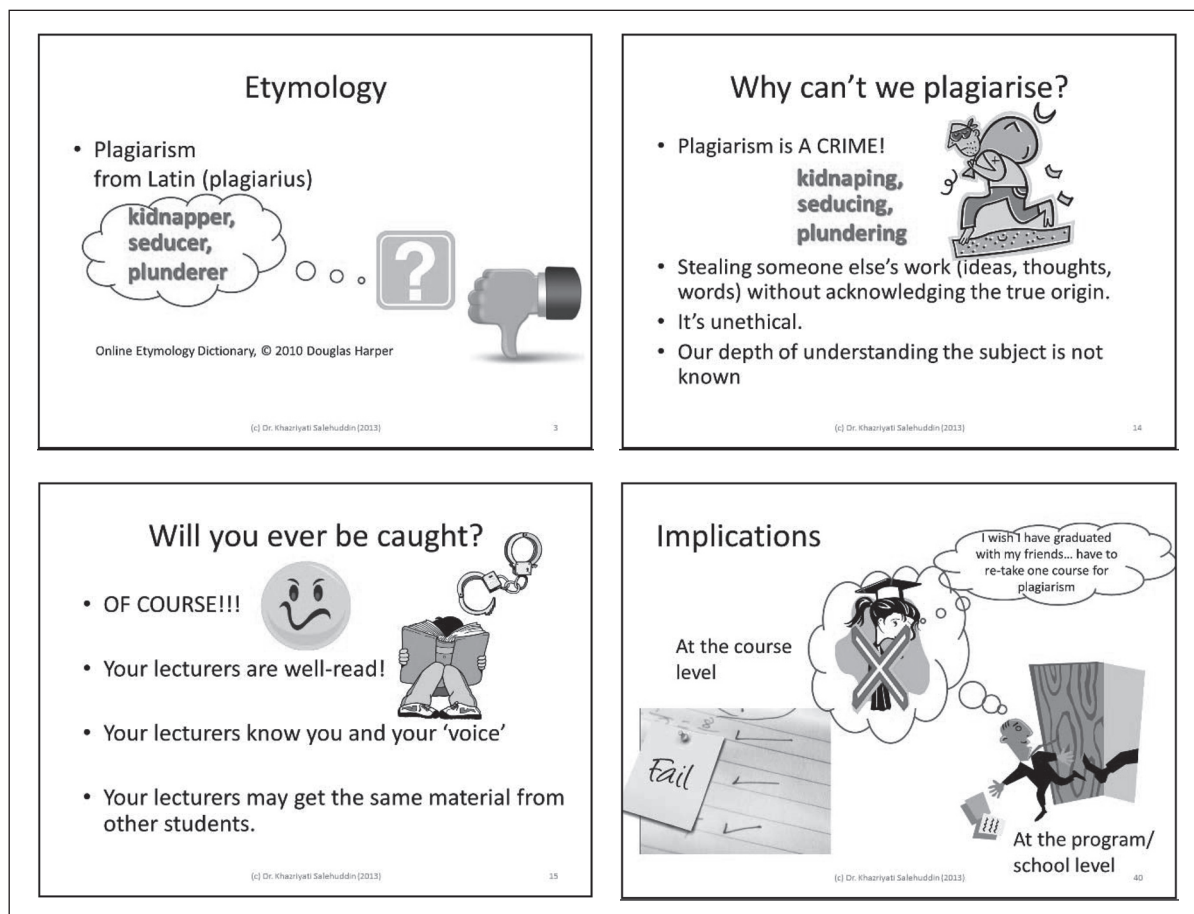 Etymology
• Plagiarism
from Latin (plagiarius)
kidnapper,
seducer,
plunderer
?
Online Etymology Dictionary, © 2010 Douglas Harper
(c) Dr. Khazriyati Salehuddin (2013)
3
Why can't we plagiarise?
• Plagiarism is A CRIME!
kidnaping,
seducing,
plundering
• Stealing someone else's work (ideas, thoughts,
words) without acknowledging the true origin.
• It's unethical.
• Our depth of understanding the subject is not
known
(c) Dr. Khazriyati Salehuddin (2013)
14
Will you ever be caught?
• OF COURSE!!!
• Your lecturers are well-read!
• Your lecturers know you and your 'voice'
• Your lecturers may get the same material from
other students.
(c) Dr. Khazriyati Salehuddin (2013)
15
Implications
I wish I have graduated
with my friends... have to
re-take one course for
plagiarism
At the course
level
Fail
At the program/
school level
(c) Dr. Khazriyati Salehuddin (2013)
40